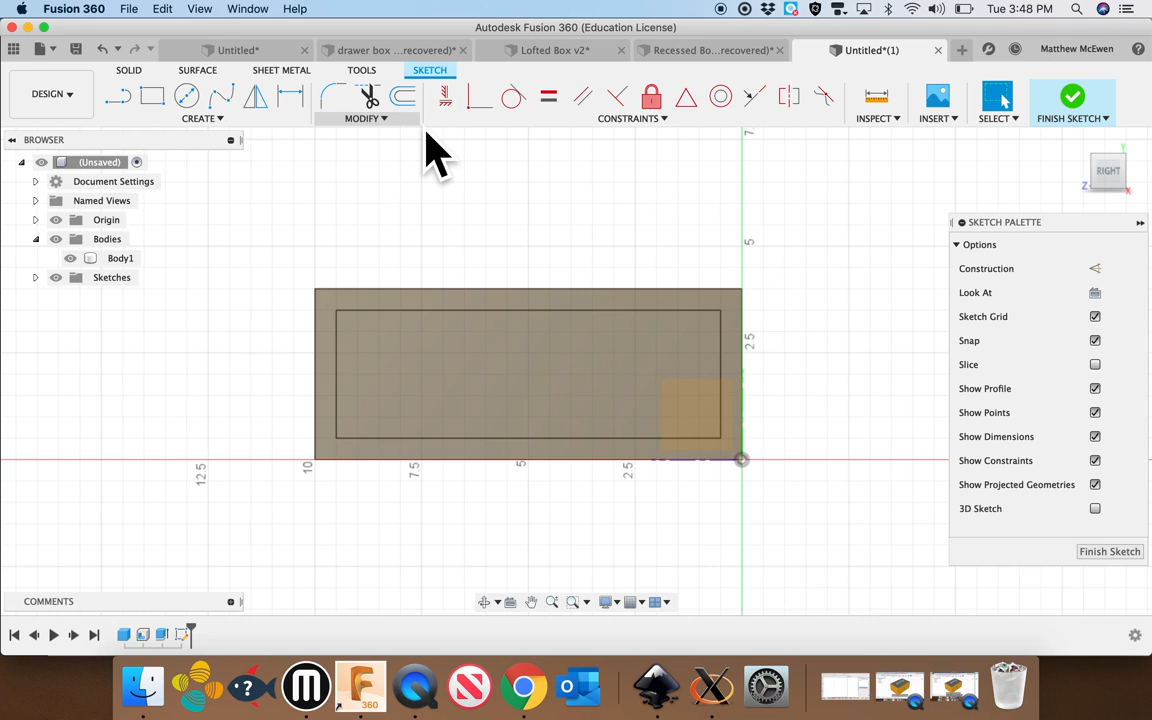 Fusion 360 File Edit View Window Help Tue 3:48 PM
Autodesk Fusion 360 (Education License)
Untitled* drawer box ...recovered)* Lofted Box v2* Recessed Bo...recovered)* Untitled*(1) Matthew McEwen
SOLID SURFACE SHEET METAL TOOLS SKETCH
DESIGN
CREATE MODIFY CONSTRAINTS INSPECT INSERT SELECT FINISH SKETCH
BROWSER
(Unsaved)
Document Settings
Named Views
Origin
Bodies
Body1
Sketches
RIGHT
Y
Z
X
7
5
2.5
12.5
10
7.5
5
2.5
SKETCH PALETTE
Options
Construction
Look At
Sketch Grid
Snap
Slice
Show Profile
Show Points
Show Dimensions
Show Constraints
Show Projected Geometries
3D Sketch
Finish Sketch
COMMENTS
360